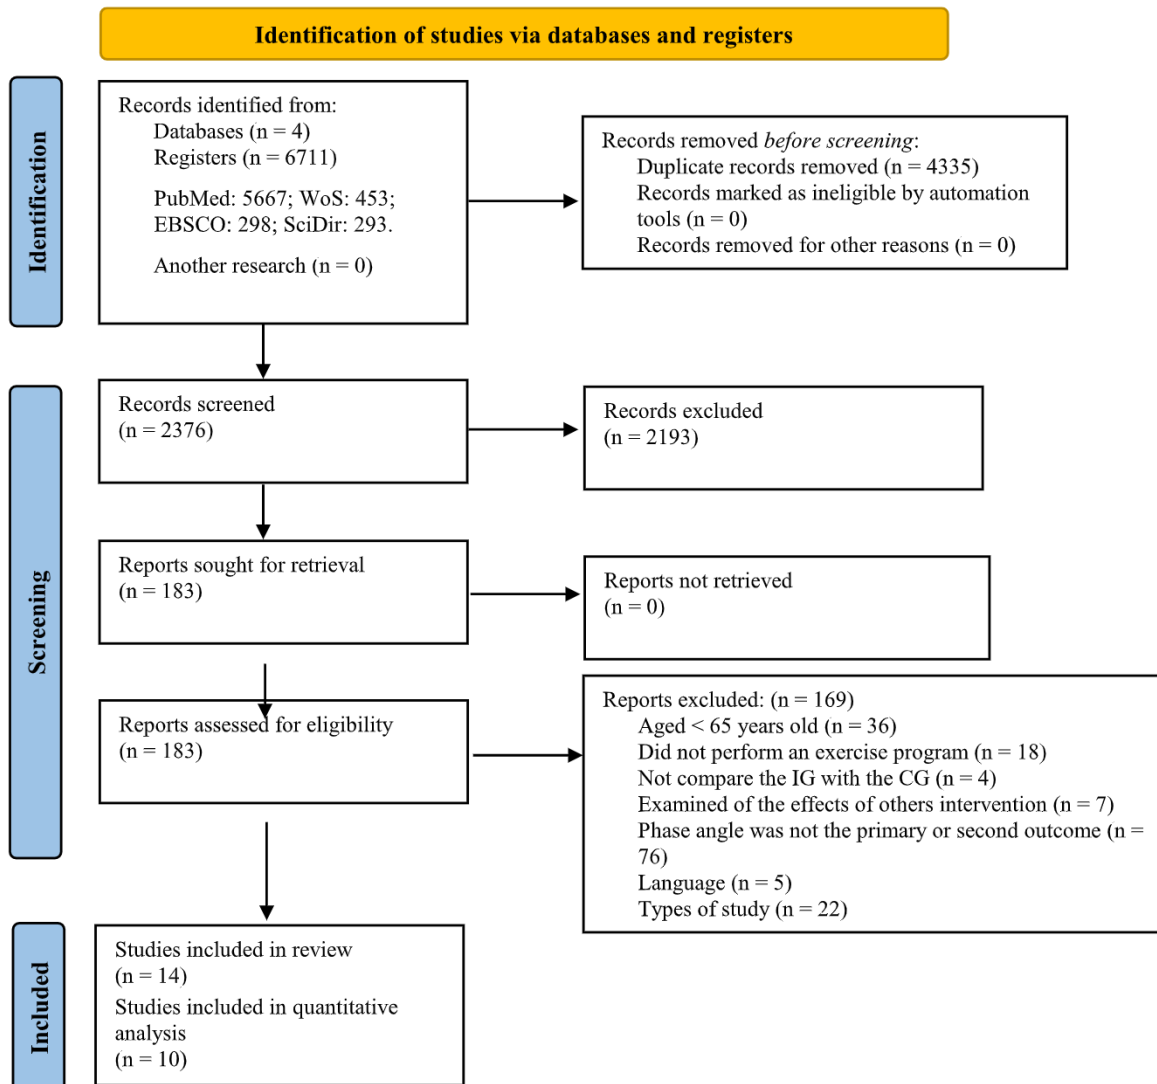 Identification of studies via databases and registers
Identification
Records identified from:
Databases (n = 4)
Registers (n = 6711)
PubMed: 5667; WoS: 453;
EBSCO: 298; SciDir: 293.
Another research (n = 0)
Records removed before screening:
Duplicate records removed (n = 4335)
Records marked as ineligible by automation
tools (n = 0)
Records removed for other reasons (n = 0)
Screening
Records screened
(n = 2376)
Records excluded
(n = 2193)
Reports sought for retrieval
(n = 183)
Reports not retrieved
(n = 0)
Reports assessed for eligibility
(n = 183)
Reports excluded: (n = 169)
Aged < 65 years old (n = 36)
Did not perform an exercise program (n = 18)
Not compare the IG with the CG (n = 4)
Examined of the effects of others intervention (n = 7)
Phase angle was not the primary or second outcome (n =
76)
Language (n = 5)
Types of study (n = 22)
Included
Studies included in review
(n = 14)
Studies included in quantitative
analysis
(n = 10)